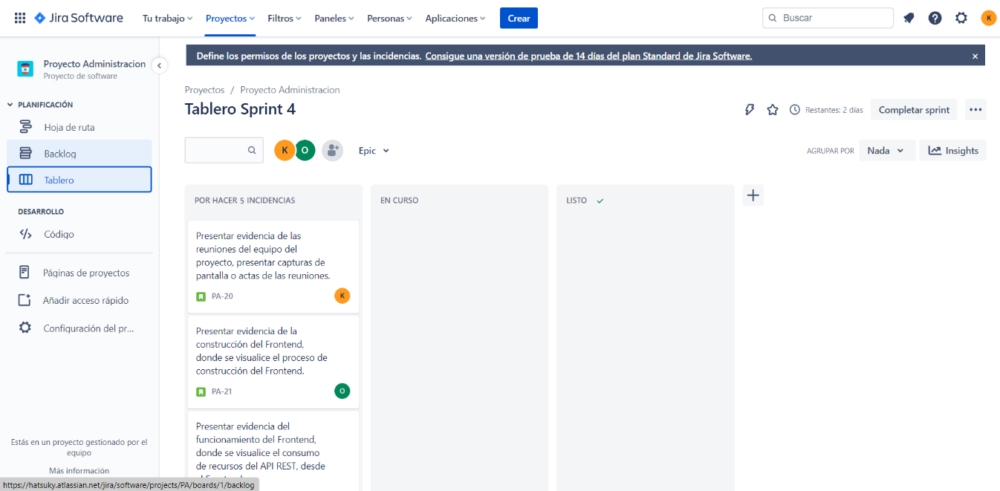 Jira Software
Tu trabajo
Proyectos
Filtros
Paneles
Personas
Aplicaciones
Crear
Buscar
K
Proyecto Administracion
Proyecto de software
Define los permisos de los proyectos y las incidencias. Consigue una versión de prueba de 14 días del plan Standard de Jira Software.
PLANIFICACIÓN
Hoja de ruta
Backlog
Tablero
DESARROLLO
Código
Páginas de proyectos
Añadir acceso rápido
Configuración del pr...
Estás en un proyecto gestionado por el
equipo
Más información
https://hatsuky.atlassian.net/jira/software/projects/PA/boards/1/backlog
Proyectos / Proyecto Administracion
Tablero Sprint 4
Restantes: 2 días
Completar sprint
K
O
Epic
AGRUPAR POR
Nada
Insights
POR HACER 5 INCIDENCIAS
Presentar evidencia de las
reuniones del equipo del
proyecto, presentar capturas de
pantalla o actas de las reuniones.
PA-20
K
Presentar evidencia de la
construcción del Frontend,
donde se visualice el proceso de
construcción del Frontend.
PA-21
O
Presentar evidencia del
funcionamiento del Frontend,
donde se visualice el consumo
de recursos del API REST, desde
EN CURSO
LISTO